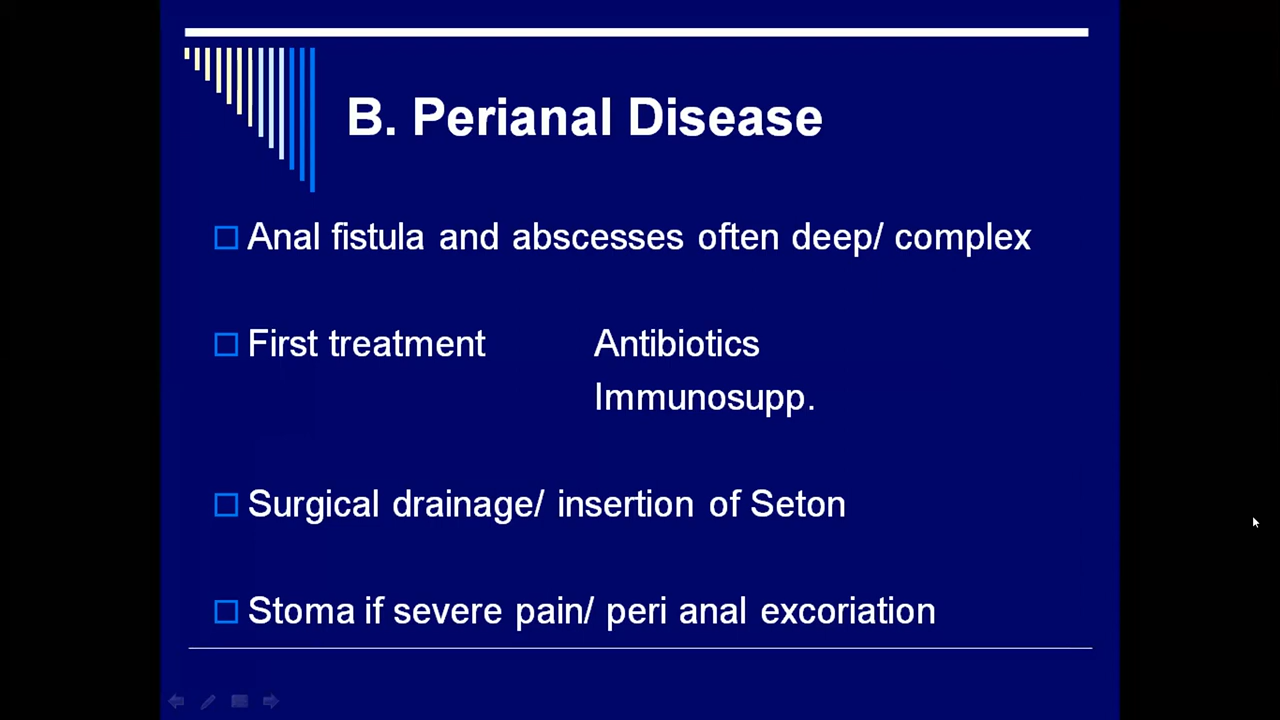 B. Perianal Disease
Anal fistula and abscesses often deep/ complex
First treatment Antibiotics
Immunosupp.
Surgical drainage/ insertion of Seton
Stoma if severe pain/ peri anal excoriation